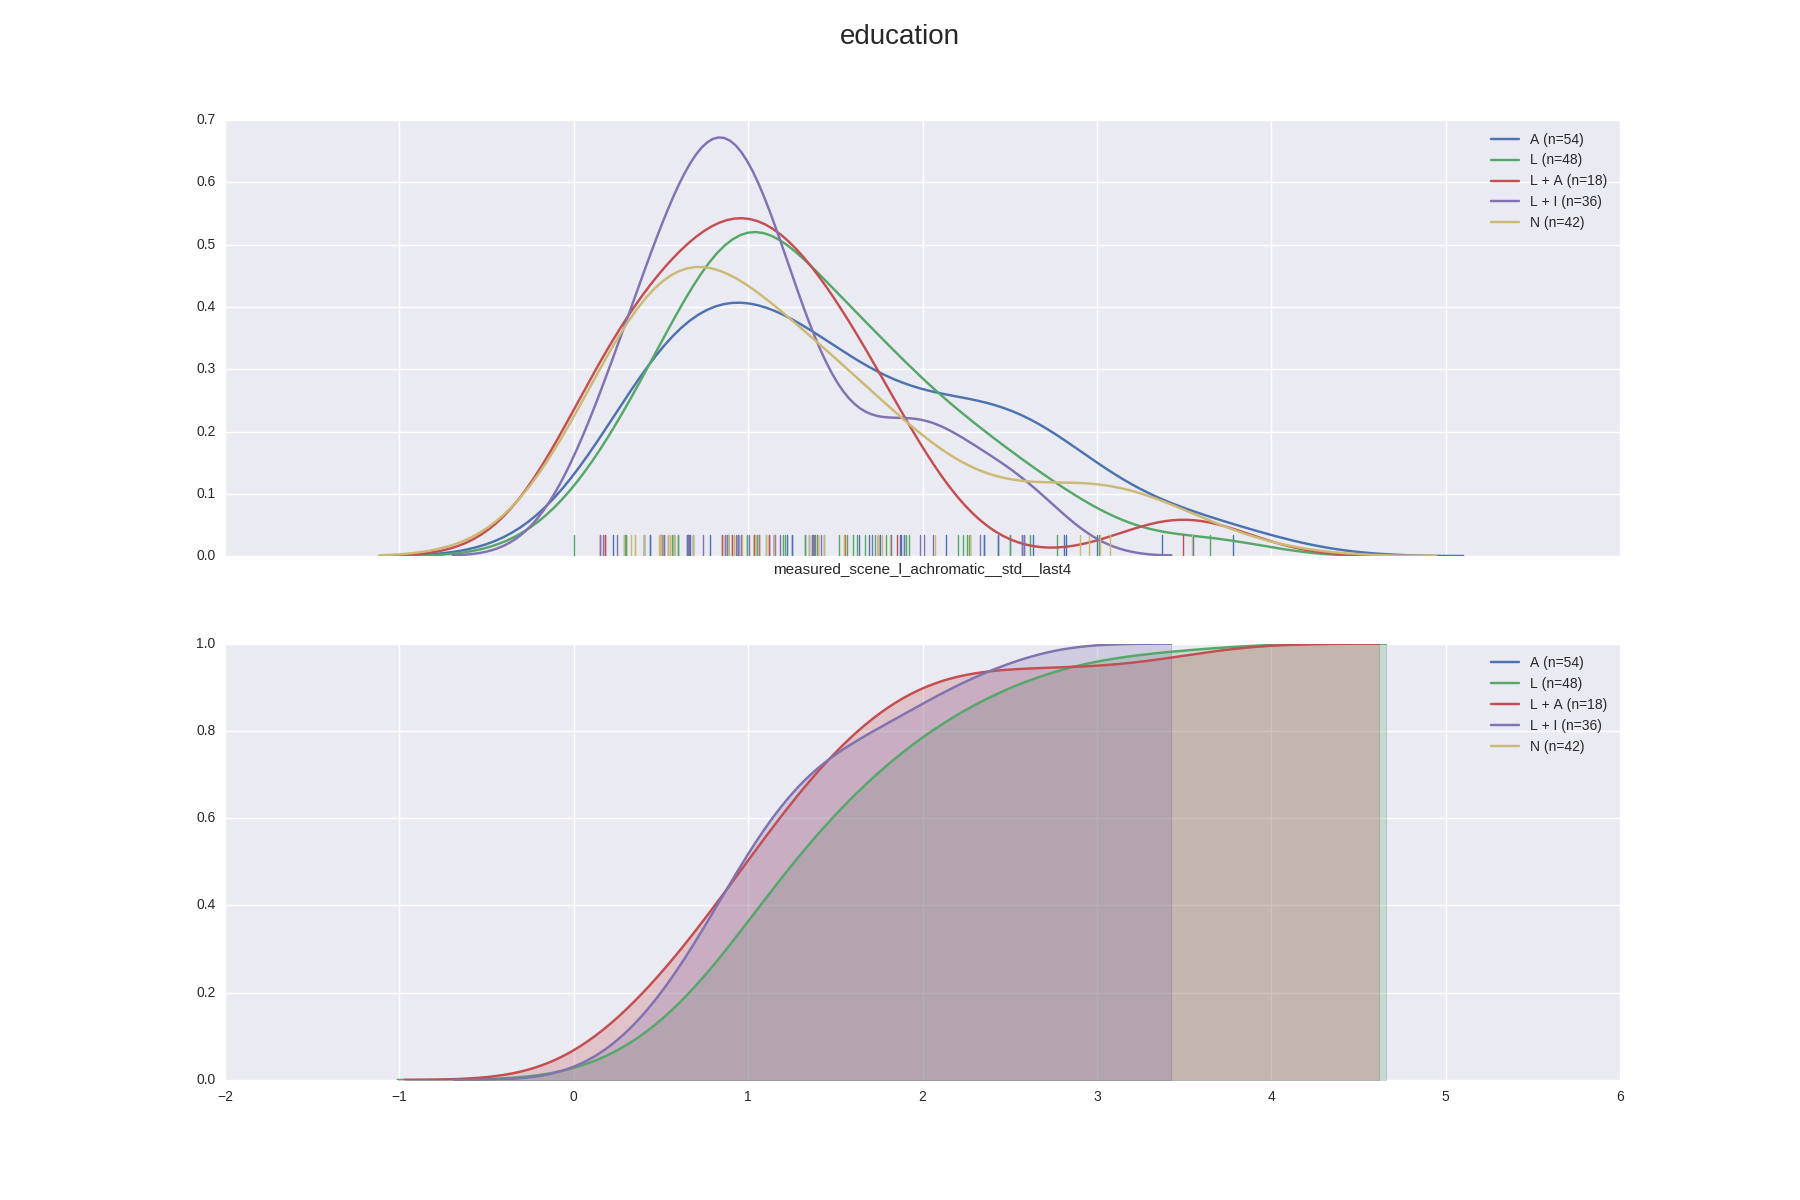 education
0.7
0.6
0.5
0.4
0.3
0.2
0.1
0.0
A (n=54)
L (n=48)
L + A (n=18)
L + I (n=36)
N (n=42)
measured_scene_l_achromatic__std__last4
1.0
0.8
0.6
0.4
0.2
0.0
A (n=54)
L (n=48)
L + A (n=18)
L + I (n=36)
N (n=42)
−2 −1 0 1 2 3 4 5 6